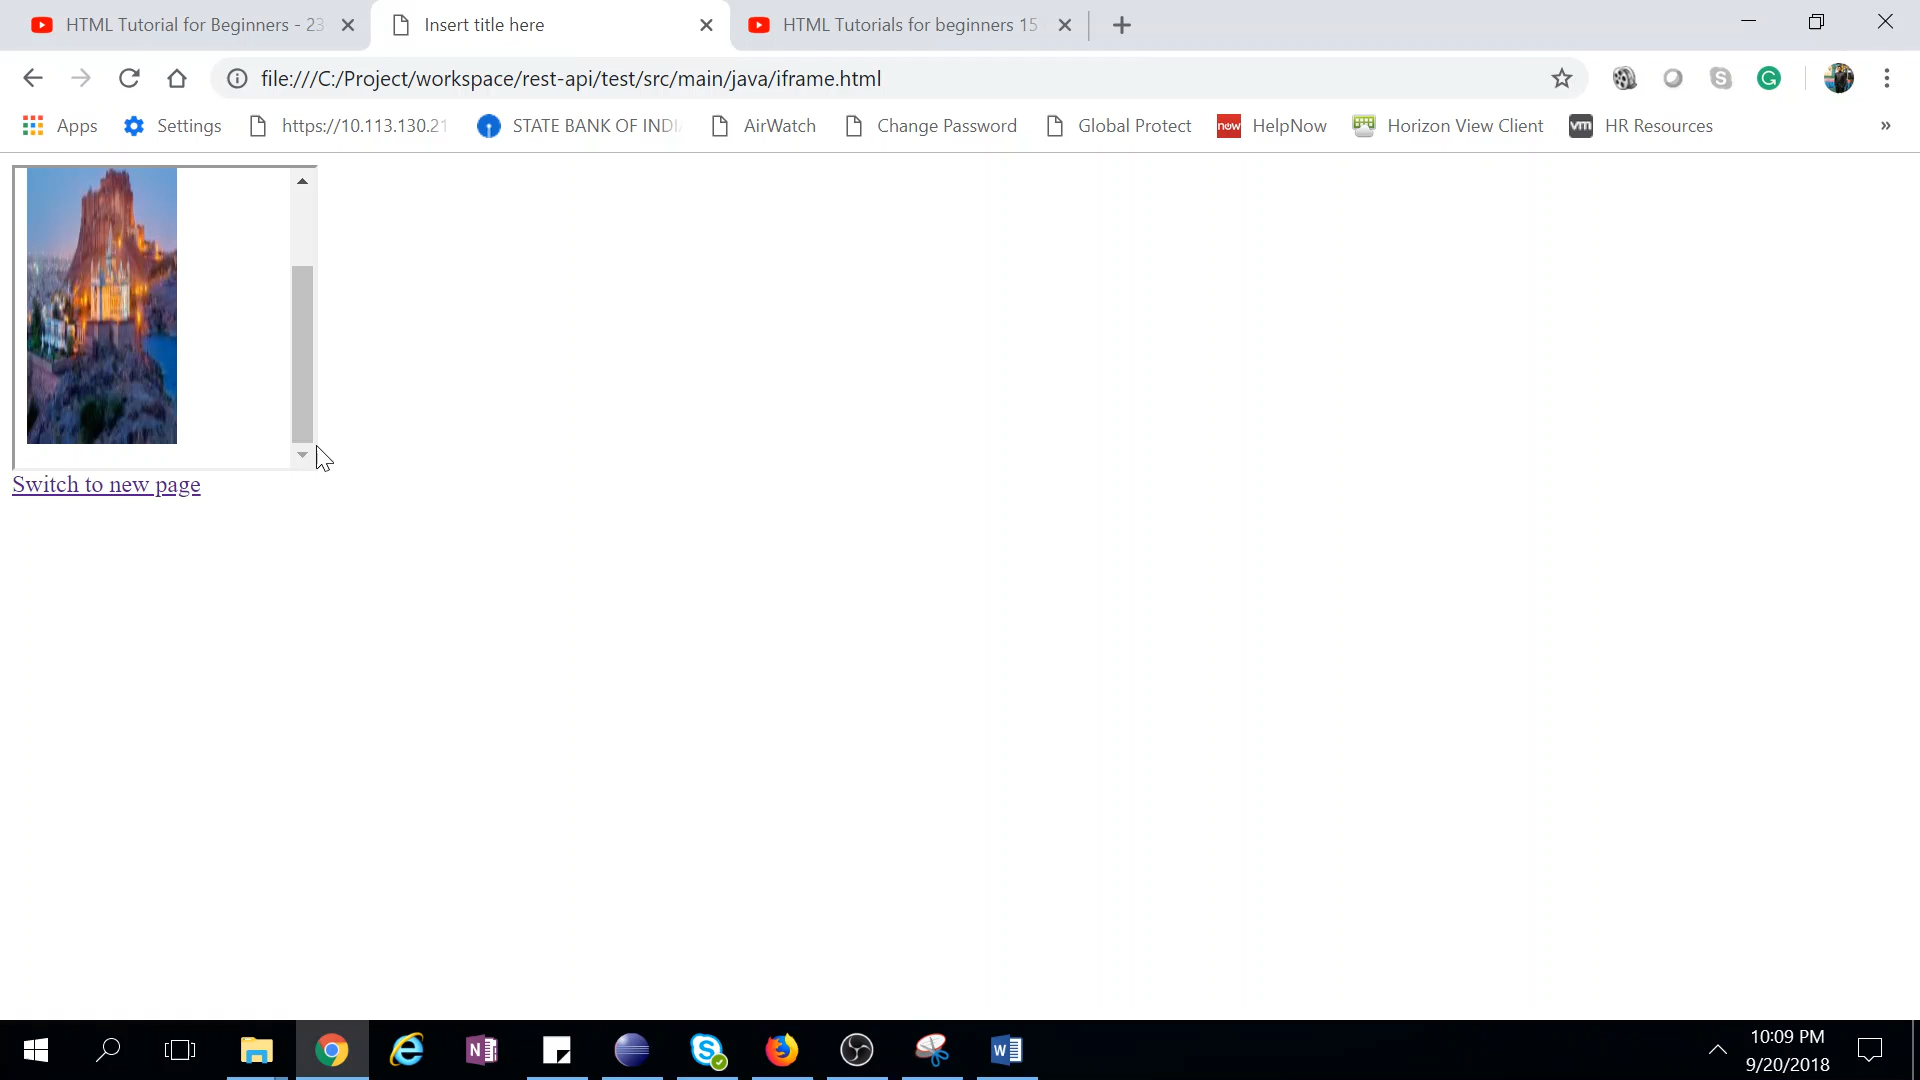 HTML Tutorial for Beginners - 23
Insert title here
HTML Tutorials for beginners 15
file:///C:/Project/workspace/rest-api/test/src/main/java/iframe.html
Apps
Settings
https://10.113.130.21
STATE BANK OF INDI
AirWatch
Change Password
Global Protect
now
HelpNow
Horizon View Client
vm
HR Resources
»
Switch to new page
10:09 PM
9/20/2018